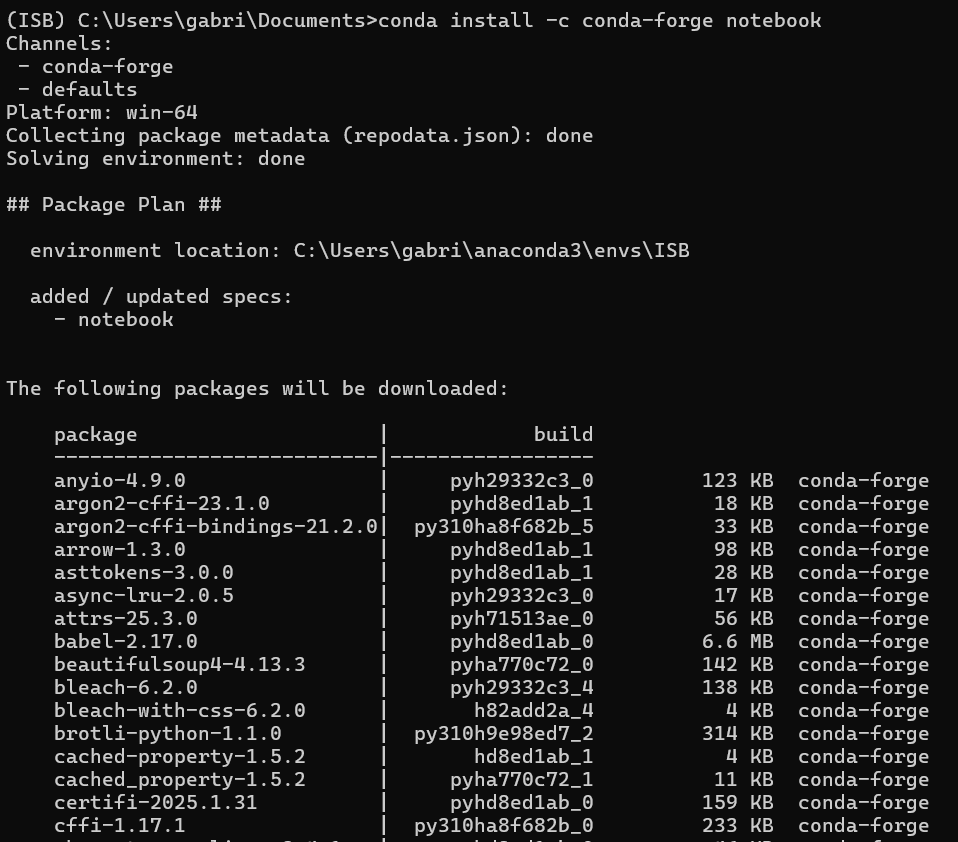 (ISB) C:\Users\gabri\Documents>conda install -c conda-forge notebook
Channels:
 - conda-forge
 - defaults
Platform: win-64
Collecting package metadata (repodata.json): done
Solving environment: done

## Package Plan ##

  environment location: C:\Users\gabri\anaconda3\envs\ISB

  added / updated specs:
    - notebook


The following packages will be downloaded:

    package                    |            build
    ---------------------------|-----------------
    anyio-4.9.0                |     pyh29332c3_0         123 KB  conda-forge
    argon2-cffi-23.1.0         |     pyhd8ed1ab_1          18 KB  conda-forge
    argon2-cffi-bindings-21.2.0|  py310ha8f682b_5          33 KB  conda-forge
    arrow-1.3.0                |     pyhd8ed1ab_1          98 KB  conda-forge
    asttokens-3.0.0            |     pyhd8ed1ab_1          28 KB  conda-forge
    async-lru-2.0.5            |     pyh29332c3_0          17 KB  conda-forge
    attrs-25.3.0               |     pyh71513ae_0          56 KB  conda-forge
    babel-2.17.0               |     pyhd8ed1ab_0         6.6 MB  conda-forge
    beautifulsoup4-4.13.3      |     pyha770c72_0         142 KB  conda-forge
    bleach-6.2.0               |     pyh29332c3_4         138 KB  conda-forge
    bleach-with-css-6.2.0      |       h82add2a_4           4 KB  conda-forge
    brotli-python-1.1.0        |  py310h9e98ed7_2         314 KB  conda-forge
    cached-property-1.5.2      |       hd8ed1ab_1           4 KB  conda-forge
    cached_property-1.5.2      |     pyha770c72_1          11 KB  conda-forge
    certifi-2025.1.31          |     pyhd8ed1ab_0         159 KB  conda-forge
    cffi-1.17.1                |  py310ha8f682b_0         233 KB  conda-forge